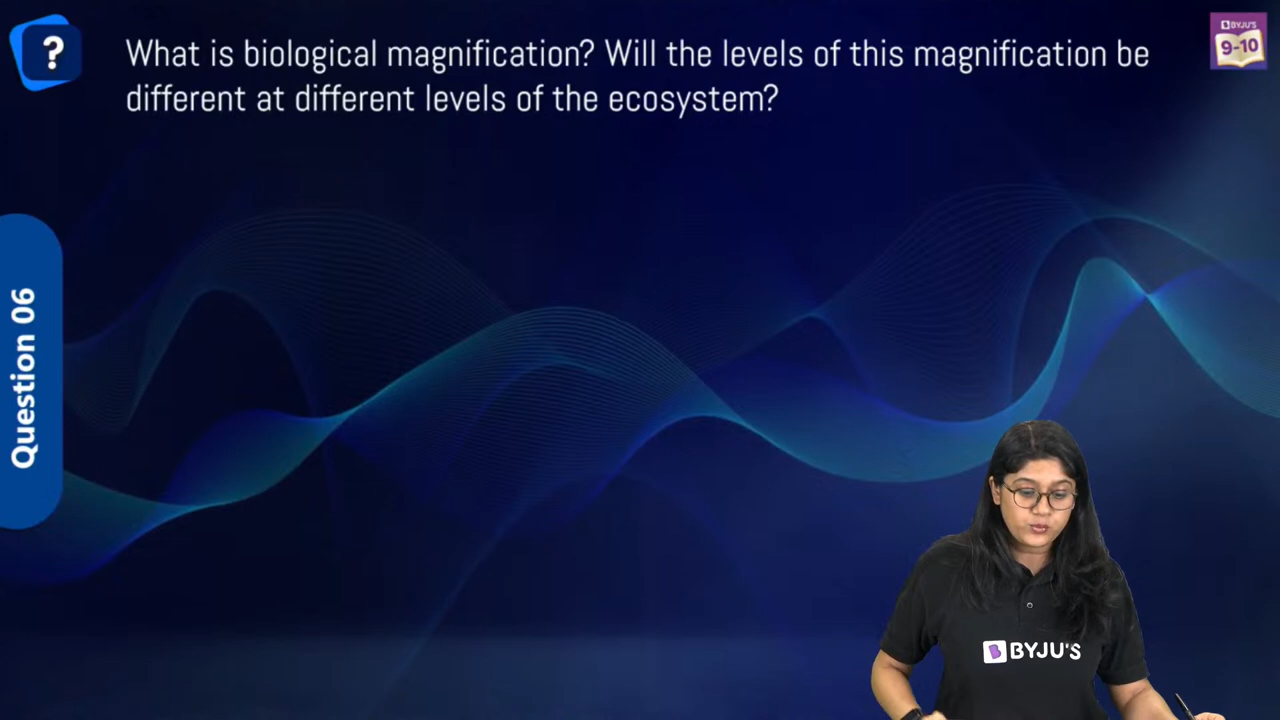 ?
What is biological magnification? Will the levels of this magnification be
different at different levels of the ecosystem?
BYJU'S
9-10
Question 06
BYJU'S